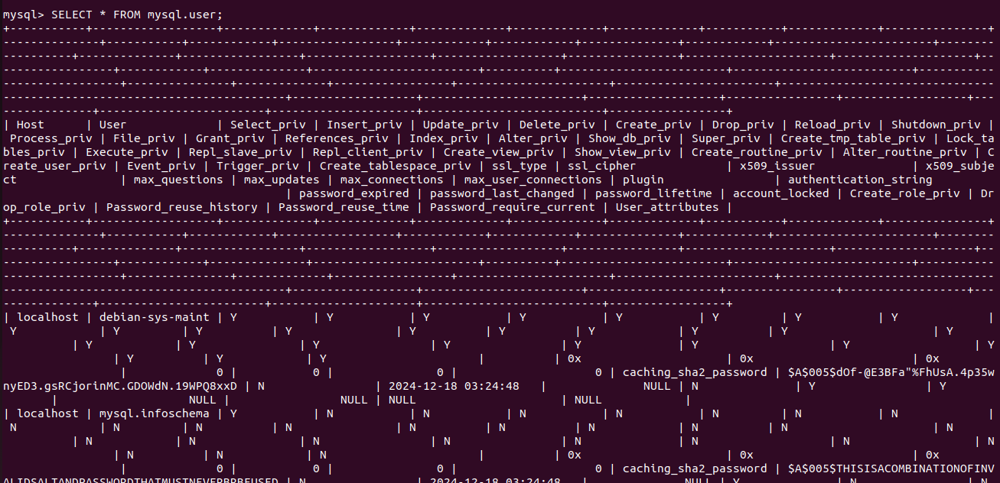 mysql> SELECT * FROM mysql.user;
+-----------+------------------+-------------+-------------+-------------+-------------+-------------+-----------+-------------+---------------+
--------------+-----------+------------+-----------------+------------+------------+--------------+------------+-----------------------+--------
----------+--------------+-----------------+------------------+------------------+----------------+---------------------+--------------------+--
----------------+------------+--------------+------------------------+----------+------------------------+--------------------------+-----------
-----------------+---------------+-------------+-----------------+----------------------+-----------------------+-------------------------------
-----------------------------------------+------------------+-----------------------+-------------------+----------------+------------------+---
-------------+------------------------+---------------------+--------------------------+-----------------+
| Host      | User             | Select_priv | Insert_priv | Update_priv | Delete_priv | Create_priv | Drop_priv | Reload_priv | Shutdown_priv |
 Process_priv | File_priv | Grant_priv | References_priv | Index_priv | Alter_priv | Show_db_priv | Super_priv | Create_tmp_table_priv | Lock_ta
bles_priv | Execute_priv | Repl_slave_priv | Repl_client_priv | Create_view_priv | Show_view_priv | Create_routine_priv | Alter_routine_priv | C
reate_user_priv | Event_priv | Trigger_priv | Create_tablespace_priv | ssl_type | ssl_cipher             | x509_issuer              | x509_subje
ct               | max_questions | max_updates | max_connections | max_user_connections | plugin                | authentication_string
                                         | password_expired | password_last_changed | password_lifetime | account_locked | Create_role_priv | Dr
op_role_priv | Password_reuse_history | Password_reuse_time | Password_require_current | User_attributes |
+-----------+------------------+-------------+-------------+-------------+-------------+-------------+-----------+-------------+---------------+
--------------+-----------+------------+-----------------+------------+------------+--------------+------------+-----------------------+--------
----------+--------------+-----------------+------------------+------------------+----------------+---------------------+--------------------+--
----------------+------------+--------------+------------------------+----------+------------------------+--------------------------+-----------
-----------------+---------------+-------------+-----------------+----------------------+-----------------------+-------------------------------
-----------------------------------------+------------------+-----------------------+-------------------+----------------+------------------+---
-------------+------------------------+---------------------+--------------------------+-----------------+
| localhost | debian-sys-maint | Y           | Y           | Y           | Y           | Y           | Y         | Y           | Y             |
 Y            | Y         | Y          | Y               | Y          | Y          | Y            | Y          | Y                     | Y
          | Y            | Y               | Y                | Y                | Y              | Y                   | Y                  | Y
                | Y          | Y            | Y                      |          | 0x                     | 0x                       | 0x
                 |             0 |           0 |               0 |                    0 | caching_sha2_password | $A$005$dOf-@E3BFa"%FhUsA.4p35w
nyED3.gsRCjorinMC.GDOWdN.19WPQ8xxD | N                | 2024-12-18 03:24:48   |              NULL | N              | Y                | Y
       |                   NULL |                NULL | NULL                     | NULL            |
| localhost | mysql.infoschema | Y           | N           | N           | N           | N           | N         | N           | N             |
 N            | N         | N          | N               | N          | N          | N            | N          | N                     | N
          | N            | N               | N                | N                | N              | N                   | N                  | N
                | N          | N            | N                      |          | 0x                     | 0x                       | 0x
                 |             0 |           0 |               0 |                    0 | caching_sha2_password | $A$005$THISISACOMBINATIONOFINV
ALIDSALTANDPASSWORDTHATMUSTNEVERBRBEUSED | N                | 2024-12-18 03:24:48   |              NULL | Y              | N                | N